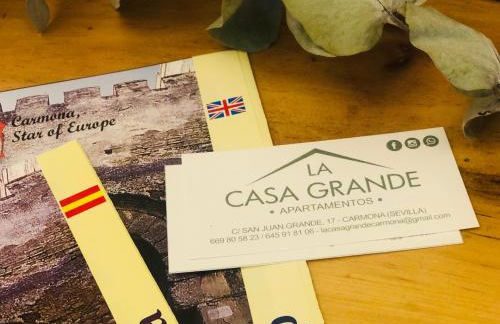 Carmona,
Star of Europe
LA
CASA GRANDE
• APARTAMENTOS •
C/ SAN JUAN GRANDE, 17 - CARMONA (SEVILLA)
669 80 58 23 / 645 91 81 06 - lacasagrandecarmona@gmail.com